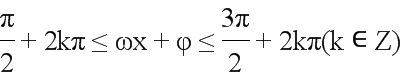 π/2 + 2kπ ≤ ωx + φ ≤ 3π/2 + 2kπ(k ∈ Z)